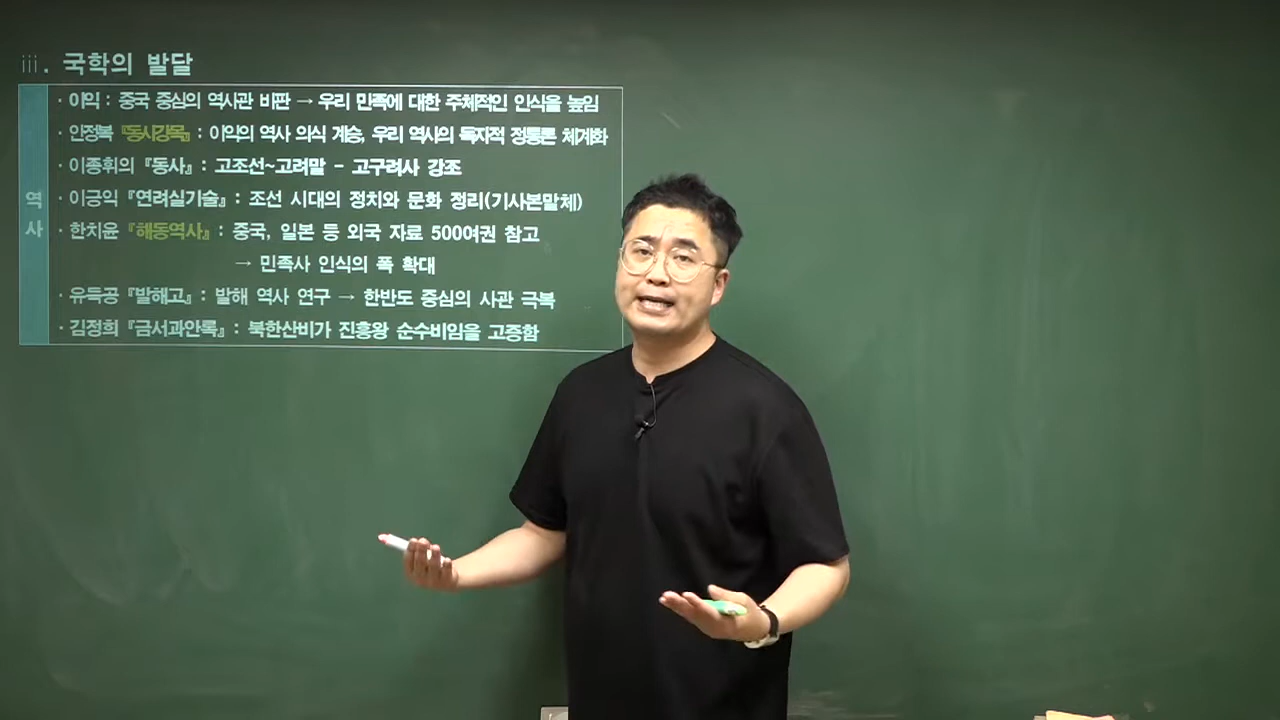 iii. 국학의 발달
역사
· 이익 : 중국 중심의 역사관 비판 → 우리 민족에 대한 주체적인 인식을 높임
· 안정복 『동사강목』 : 이익의 역사 의식 계승, 우리 역사의 독자적 정통론 체계화
· 이종휘의 『동사』 : 고조선~고려말 - 고구려사 강조
· 이긍익 『연려실기술』 : 조선 시대의 정치와 문화 정리(기사본말체)
· 한치윤 『해동역사』 : 중국, 일본 등 외국 자료 500여권 참고
→ 민족사 인식의 폭 확대
· 유득공 『발해고』 : 발해 역사 연구 → 한반도 중심의 사관 극복
· 김정희 『금석과안록』 : 북한산비가 진흥왕 순수비임을 고증함